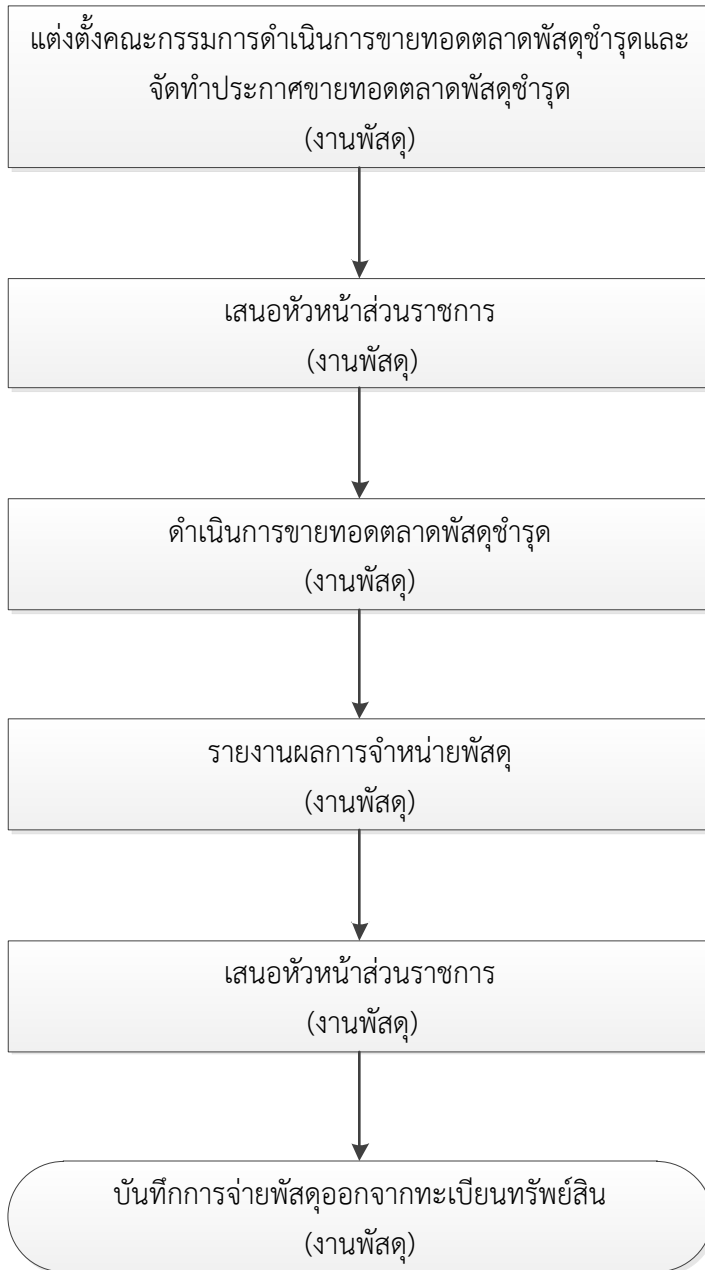 แต่งตั้งคณะกรรมการดำเนินการขายทอดตลาดพัสดุชำรุดและ
จัดทำประกาศขายทอดตลาดพัสดุชำรุด
(งานพัสดุ)
เสนอหัวหน้าส่วนราชการ
(งานพัสดุ)
ดำเนินการขายทอดตลาดพัสดุชำรุด
(งานพัสดุ)
รายงานผลการจำหน่ายพัสดุ
(งานพัสดุ)
เสนอหัวหน้าส่วนราชการ
(งานพัสดุ)
บันทึกการจ่ายพัสดุออกจากทะเบียนทรัพย์สิน
(งานพัสดุ)